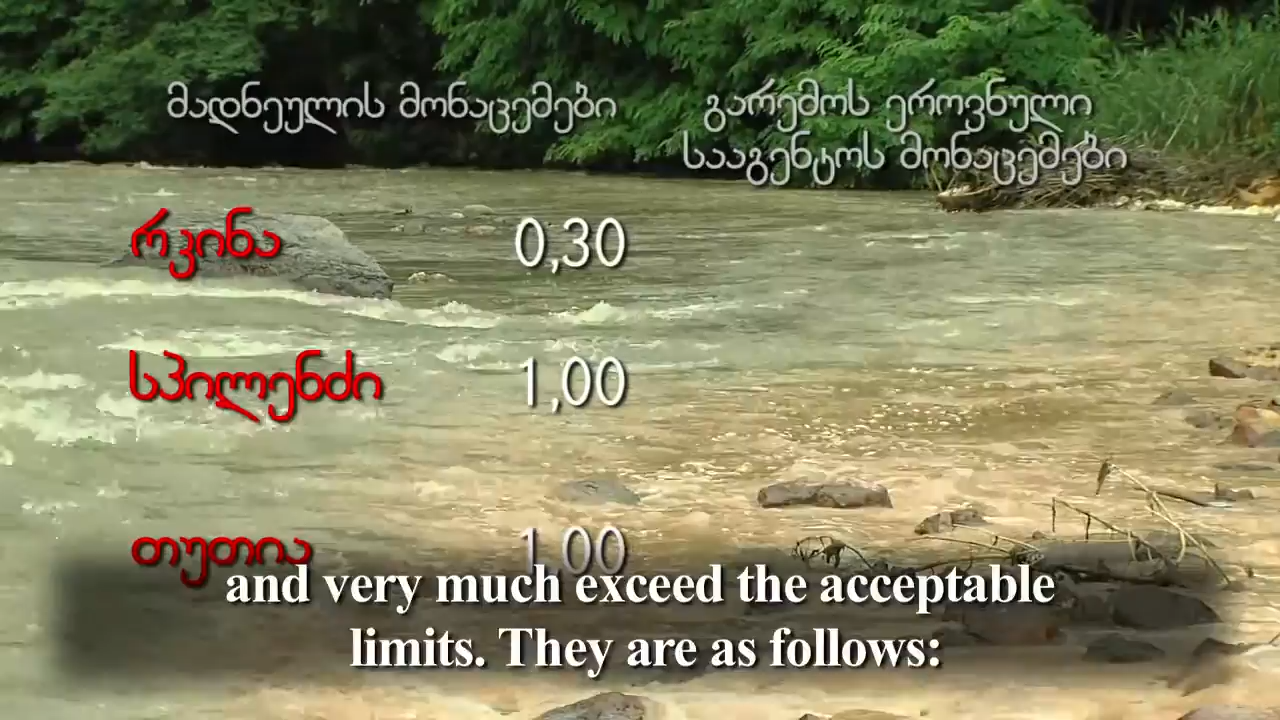 მადნეულის მონაცემები
გარემოს ეროვნული
სააგენტოს მონაცემები
რკინა 0,30
სპილენძი 1,00
თუთია 1,00
and very much exceed the acceptable
limits. They are as follows: